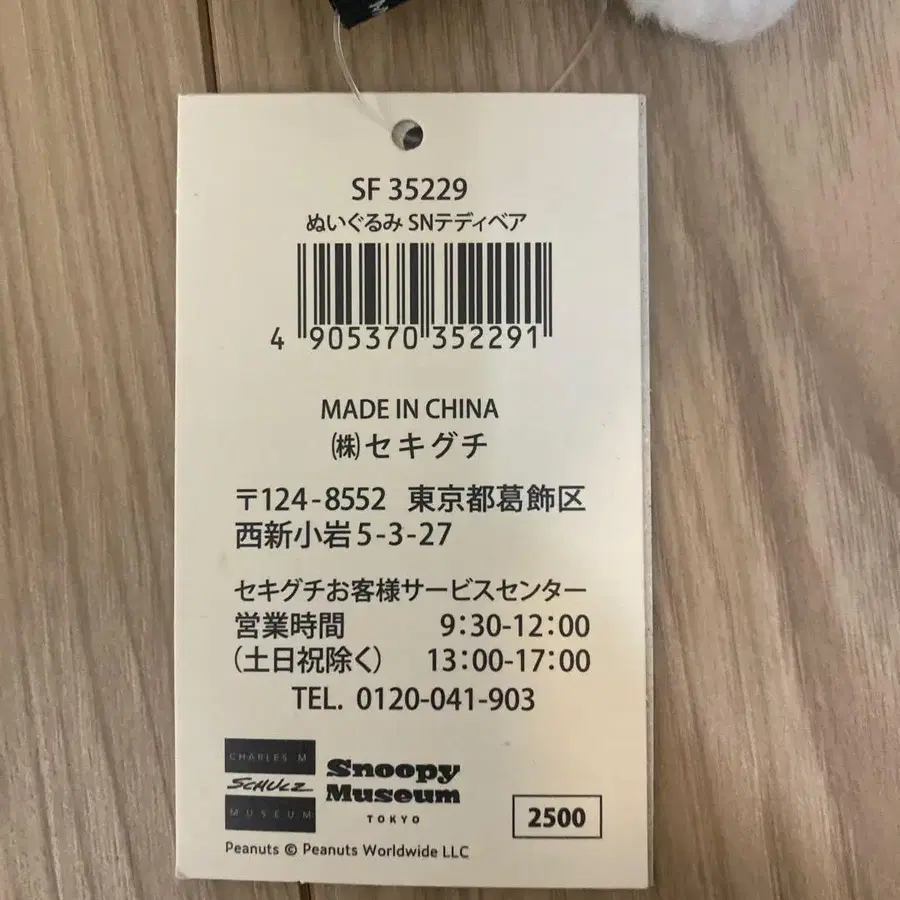 SF 35229
ぬいぐるみ SNテディベア
4 905370 352291
MADE IN CHINA
㈱セキグチ
〒124-8552 東京都葛飾区
西新小岩5-3-27
セキグチお客様サービスセンター
営業時間 9:30-12:00
(土日祝除く) 13:00-17:00
TEL. 0120-041-903
CHARLES M
SCHULZ
MUSEUM
Snoopy
Museum
TOKYO
2500
Peanuts © Peanuts Worldwide LLC